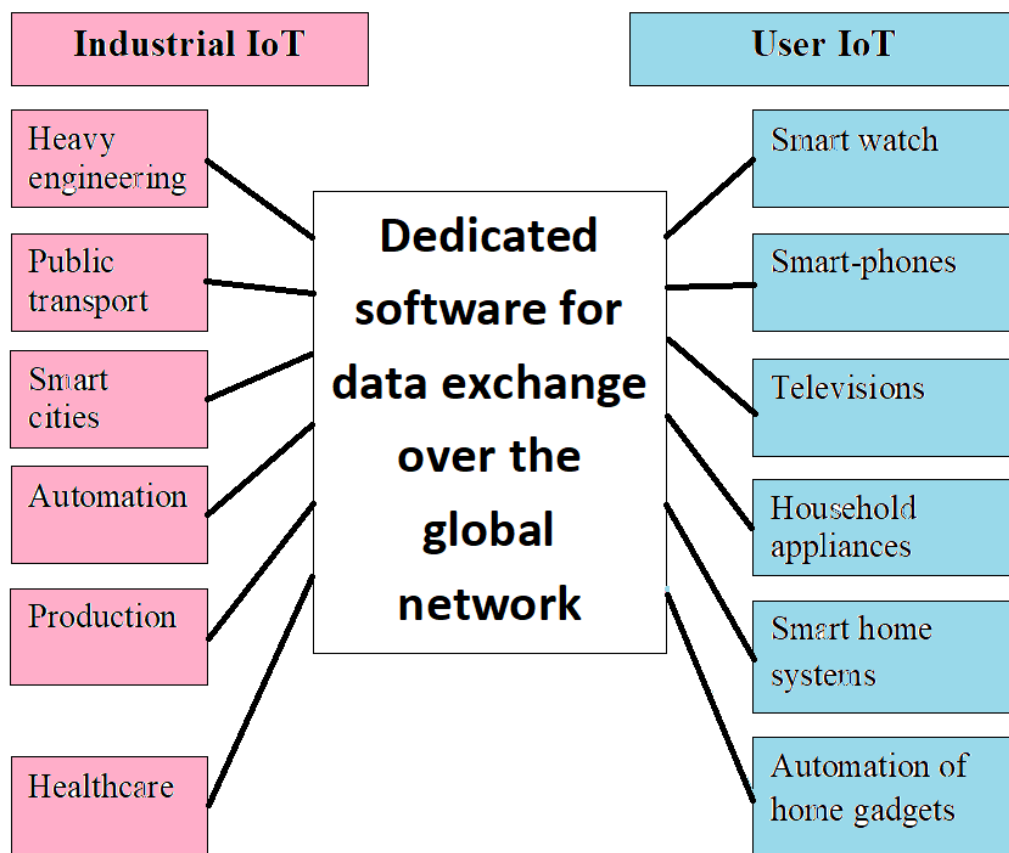 Industrial IoT
User IoT
Heavy
engineering
Public
transport
Smart
cities
Automation
Production
Healthcare
Dedicated
software for
data exchange
over the
global
network
Smart watch
Smart-phones
Televisions
Household
appliances
Smart home
systems
Automation of
home gadgets